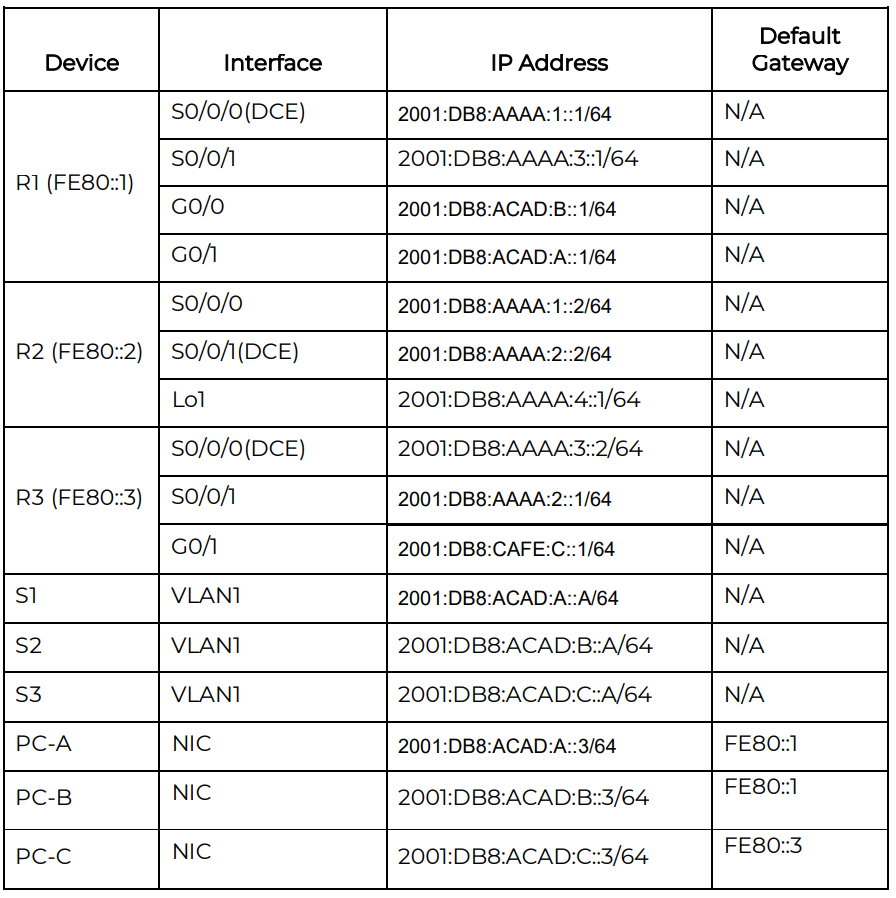 Device Interface IP Address Default Gateway
R1 (FE80::1) S0/0/0(DCE) 2001:DB8:AAAA:1::1/64 N/A
S0/0/1 2001:DB8:AAAA:3::1/64 N/A
G0/0 2001:DB8:ACAD:B::1/64 N/A
G0/1 2001:DB8:ACAD:A::1/64 N/A
R2 (FE80::2) S0/0/0 2001:DB8:AAAA:1::2/64 N/A
S0/0/1(DCE) 2001:DB8:AAAA:2::2/64 N/A
Lo1 2001:DB8:AAAA:4::1/64 N/A
R3 (FE80::3) S0/0/0(DCE) 2001:DB8:AAAA:3::2/64 N/A
S0/0/1 2001:DB8:AAAA:2::1/64 N/A
G0/1 2001:DB8:CAFE:C::1/64 N/A
S1 VLAN1 2001:DB8:ACAD:A::A/64 N/A
S2 VLAN1 2001:DB8:ACAD:B::A/64 N/A
S3 VLAN1 2001:DB8:ACAD:C::A/64 N/A
PC-A NIC 2001:DB8:ACAD:A::3/64 FE80::1
PC-B NIC 2001:DB8:ACAD:B::3/64 FE80::1
PC-C NIC 2001:DB8:ACAD:C::3/64 FE80::3